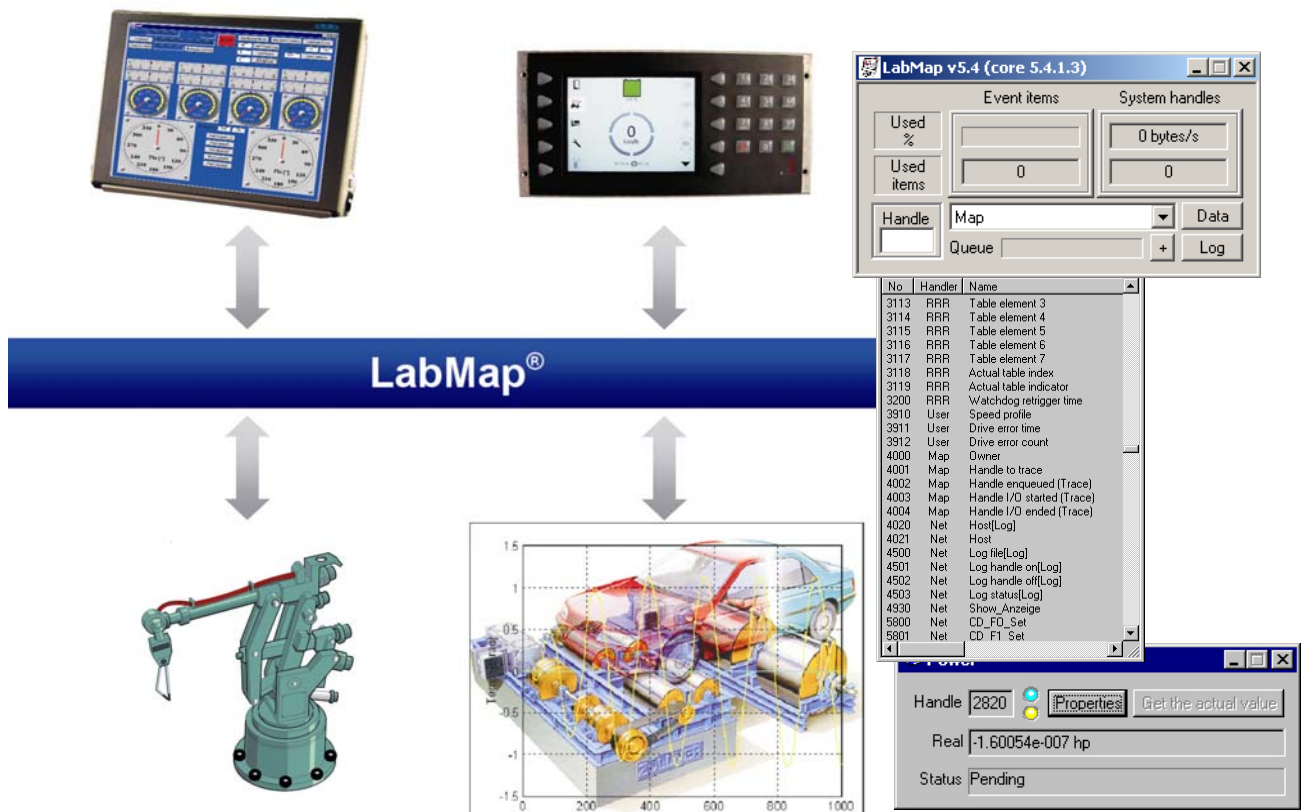 LabMap v5.4 (core 5.4.1.3)
Event items
System handles
Used
%
0 bytes/s
Used
items
0
0
Handle
Map
Data
Queue
+
Log
0
km/h
LabMap®
No Handler Name
3113 RRR Table element 3
3114 RRR Table element 4
3115 RRR Table element 5
3116 RRR Table element 6
3117 RRR Table element 7
3118 RRR Actual table index
3119 RRR Actual table indicator
3200 RRR Watchdog retrigger time
3910 User Speed profile
3911 User Drive error time
3912 User Drive error count
4000 Map Owner
4001 Map Handle to trace
4002 Map Handle enqueued (Trace)
4003 Map Handle I/O started (Trace)
4004 Map Handle I/O ended (Trace)
4020 Net Host[Log]
4021 Net Host
4500 Net Log file[Log]
4501 Net Log handle on[Log]
4502 Net Log handle off[Log]
4503 Net Log status[Log]
4930 Net Show_Anzeige
5800 Net CD_F0_Set
5801 Net CD_F1_Set
1.5
1
0.5
0
-0.5
-1
-1.5
0 200 400 600 800 1000
ZÖLLNER
Power
Handle 2820 Properties Get the actual value
Real -1.60054e-007 hp
Status Pending